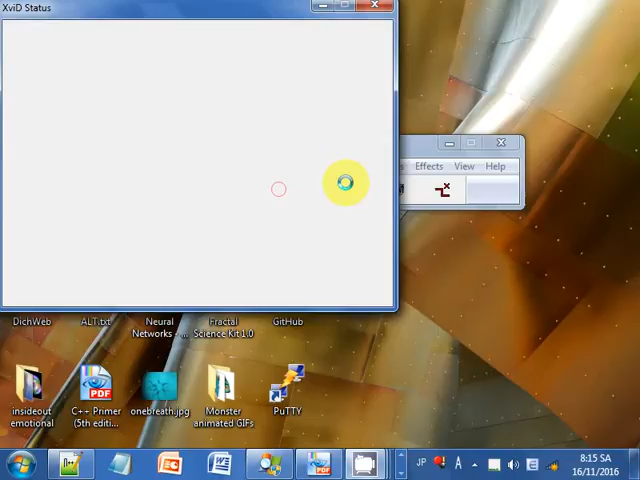 XviD Status
Effects View Help
DichWeb
ALT.txt
Neural
Networks - ...
Fractal
Science Kit 1.0
GitHub
insideout
emotional
C++ Primer
(5th editi...
onebreath.jpg
Monster
animated GIFs
PuTTY
PDF
JP
8:15 SA
16/11/2016